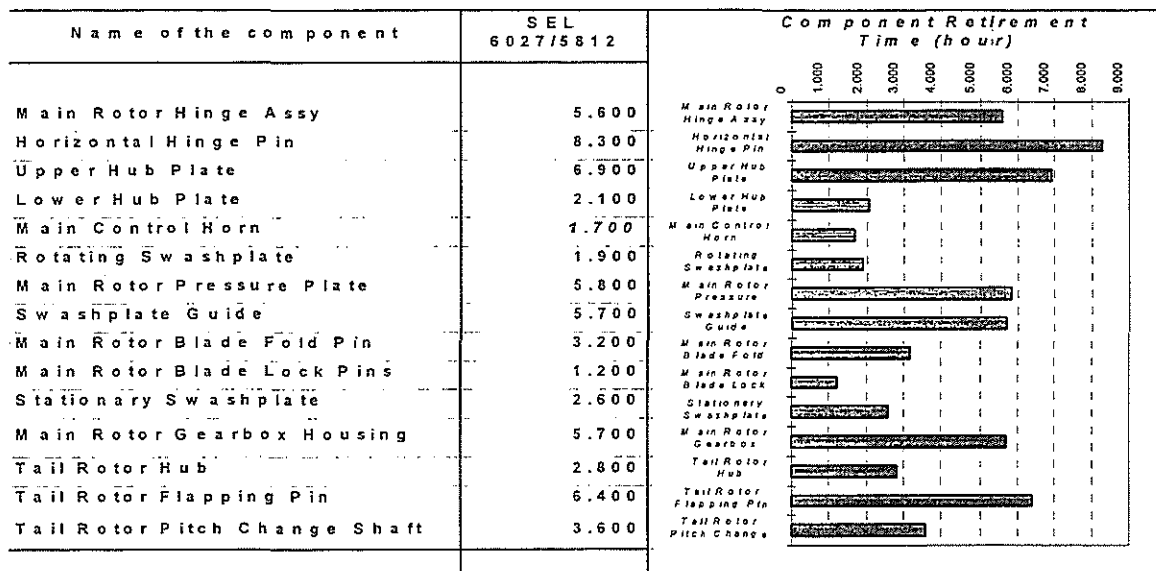 Name of the component
SEL
6027/5812
Component Retirement
Time (hour)
0 1.000 2.000 3.000 4.000 5.000 6.000 7.000 8.000 9.000
Main Rotor Hinge Assy 5.600
Horizontal Hinge Pin 8.300
Upper Hub Plate 6.900
Lower Hub Plate 2.100
Main Control Horn 1.700
Rotating Swashplate 1.900
Main Rotor Pressure Plate 5.800
Swashplate Guide 5.700
Main Rotor Blade Fold Pin 3.200
Main Rotor Blade Lock Pins 1.200
Stationary Swashplate 2.600
Main Rotor Gearbox Housing 5.700
Tail Rotor Hub 2.800
Tail Rotor Flapping Pin 6.400
Tail Rotor Pitch Change Shaft 3.600
Main Rotor
Hinge Assy
Horizontal
Hinge Pin
Upper Hub
Plate
Lower Hub
Plate
Main Control
Horn
Rotating
Swashplate
Main Rotor
Pressure
Swashplate
Guide
Main Rotor
Blade Fold
Main Rotor
Blade Lock
Stationery
Swashplate
Main Rotor
Gearbox
Tail Rotor
Hub
Tail Rotor
Flapping Pin
Tail Rotor
Pitch Change